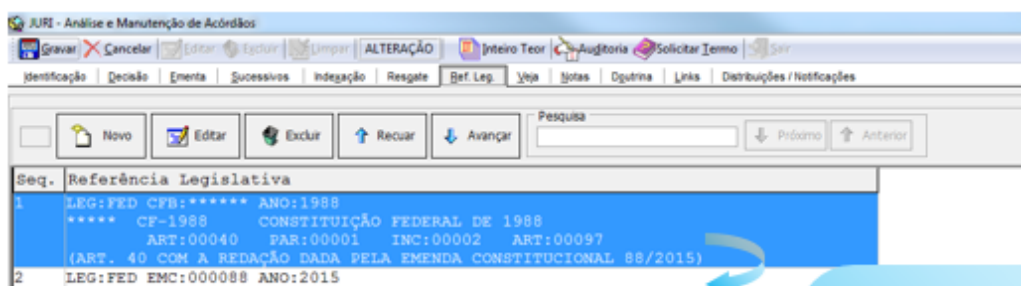 JURI - Análise e Manutenção de Acórdãos
Gravar Cancelar Editar Excluir Limpar ALTERAÇÃO Inteiro Teor Auditoria Solicitar Termo Sair
Identificação Decisão Ementa Sucessivos Indexação Resgate Ref. Leg. Veja Notas Doutrina Links Distribuições / Notificações
Pesquisa
Novo Editar Excluir Recuar Avançar Próximo Anterior
Seq. Referência Legislativa
1 LEG:FED CFB:****** ANO:1988
***** CF-1988 CONSTITUIÇÃO FEDERAL DE 1988
ART:00040 PAR:00001 INC:00002 ART:00097
(ART. 40 COM A REDAÇÃO DADA PELA EMENDA CONSTITUCIONAL 88/2015)
2 LEG:FED EMC:000088 ANO:2015